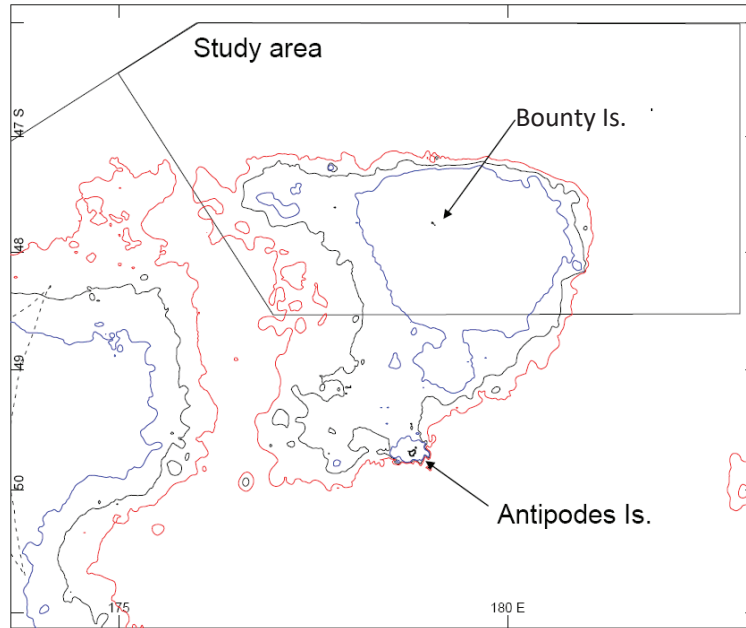 Study area
47 S
Bounty Is.
48
49
50
Antipodes Is.
175
180 E